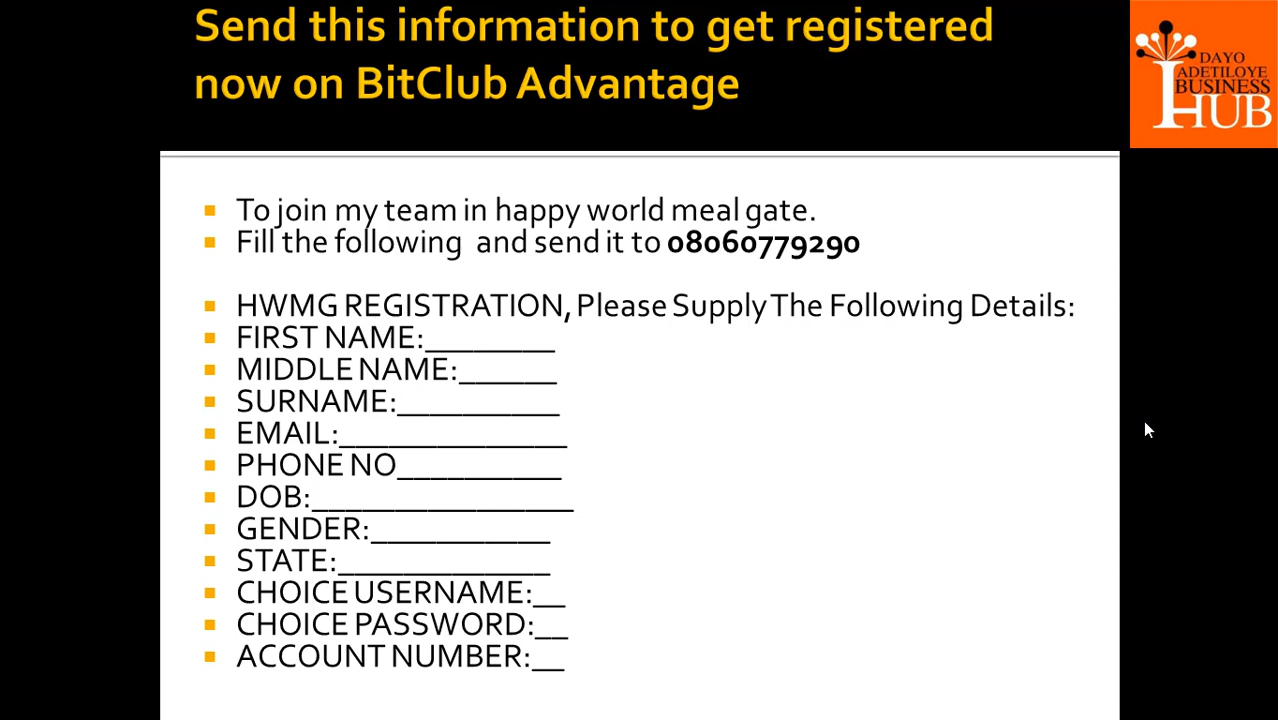 Send this information to get registered
now on BitClub Advantage
DAYO
ADETILOYE
BUSINESS
HUB
To join my team in happy world meal gate.
Fill the following and send it to 08060779290
HWMG REGISTRATION, Please Supply The Following Details:
FIRST NAME:________
MIDDLE NAME:______
SURNAME:__________
EMAIL:______________
PHONE NO__________
DOB:________________
GENDER:___________
STATE:_____________
CHOICE USERNAME:__
CHOICE PASSWORD:__
ACCOUNT NUMBER:__